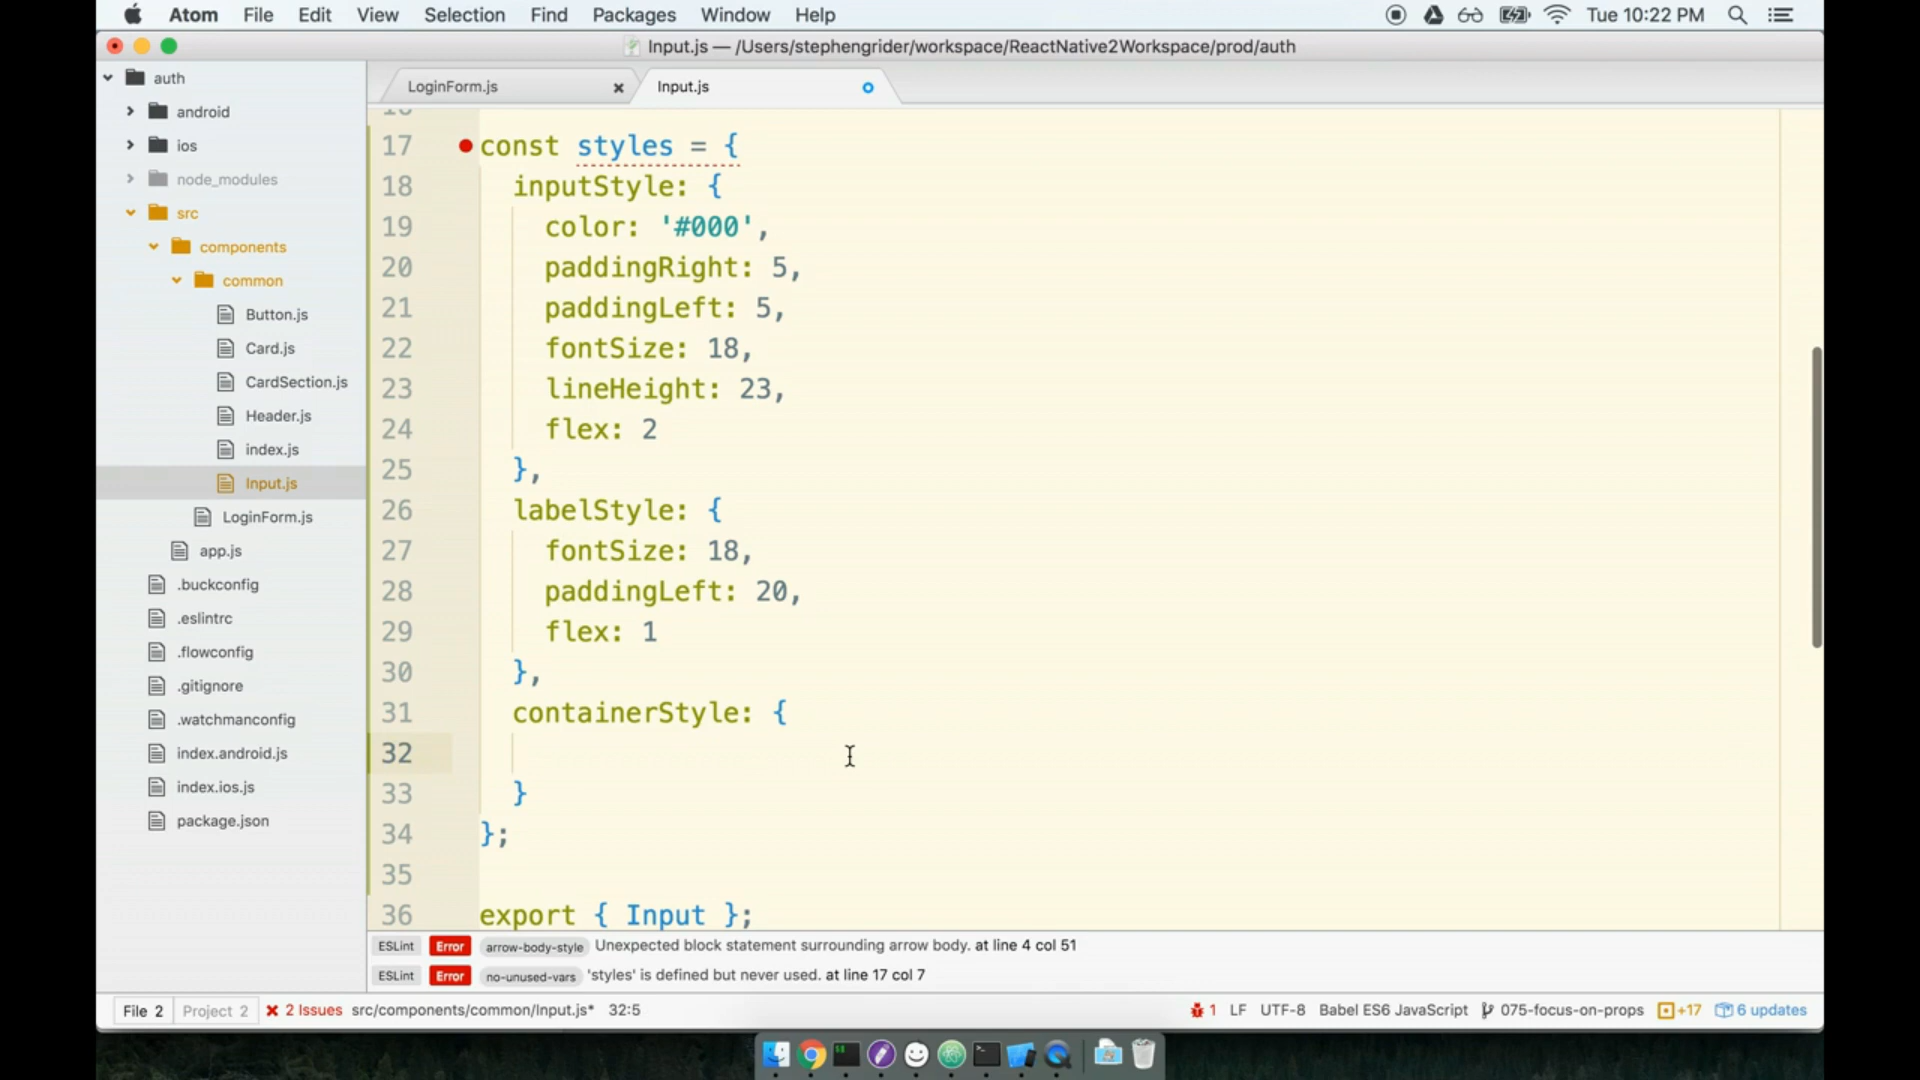 Atom File Edit View Selection Find Packages Window Help Tue 10:22 PM
Input.js — /Users/stephengrider/workspace/ReactNative2Workspace/prod/auth
auth
android
ios
node_modules
src
components
common
Button.js
Card.js
CardSection.js
Header.js
index.js
Input.js
LoginForm.js
app.js
.buckconfig
.eslintrc
.flowconfig
.gitignore
.watchmanconfig
index.android.js
index.ios.js
package.json
LoginForm.js Input.js
16
17 const styles = {
18 inputStyle: {
19 color: '#000',
20 paddingRight: 5,
21 paddingLeft: 5,
22 fontSize: 18,
23 lineHeight: 23,
24 flex: 2
25 },
26 labelStyle: {
27 fontSize: 18,
28 paddingLeft: 20,
29 flex: 1
30 },
31 containerStyle: {
32
33 }
34 };
35
36 export { Input };
ESLint Error arrow-body-style Unexpected block statement surrounding arrow body. at line 4 col 51
ESLint Error no-unused-vars 'styles' is defined but never used. at line 17 col 7
File 2 Project 2 2 Issues src/components/common/Input.js* 32:5 1 LF UTF-8 Babel ES6 JavaScript 075-focus-on-props +17 6 updates